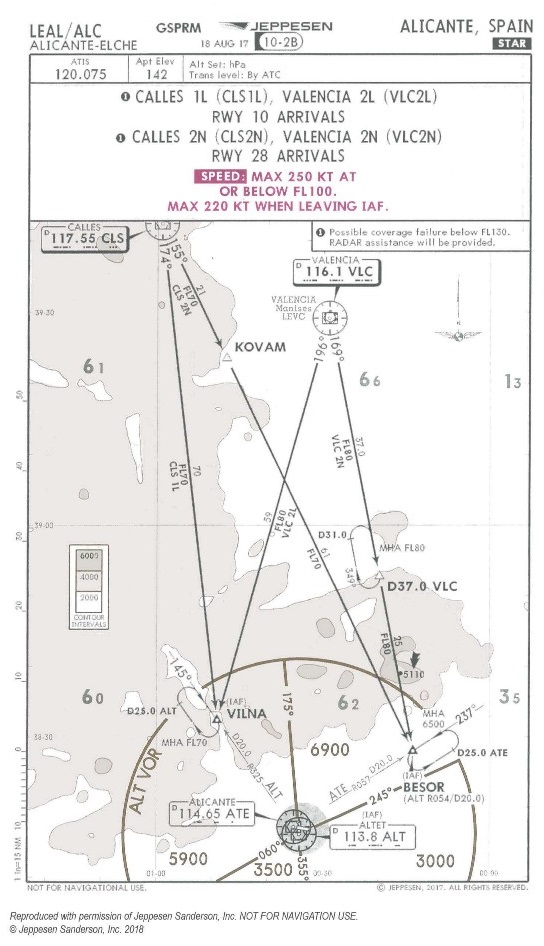 LEAL/ALC
ALICANTE-ELCHE
GSPRM
JEPPESEN
18 AUG 17
10-2B
ALICANTE, SPAIN
STAR
ATIS
120.075
Apt Elev
142
Alt Set: hPa
Trans level: By ATC
❶ CALLES 1L (CLS1L), VALENCIA 2L (VLC2L)
RWY 10 ARRIVALS
❶ CALLES 2N (CLS2N), VALENCIA 2N (VLC2N)
RWY 28 ARRIVALS
SPEED: MAX 250 KT AT
OR BELOW FL100.
MAX 220 KT WHEN LEAVING IAF.
❶ Possible coverage failure below FL130.
RADAR assistance will be provided.
CALLES
D 117.55 CLS
155°
174°
21
FL70
CLS 2N
VALENCIA
D 116.1 VLC
VALENCIA
Manises
LEVC
39-30
KOVAM
196°
169°
61
66
13
50
37.0
FL80
VLC 2N
70
FL70
CLS 1L
40
59
FL80
VLC 2L
39-00
30
61
FL70
D31.0
MHA FL80
349°
D37.0 VLC
6000
4000
2000
CONTOUR
INTERVALS
20
25
FL80
5110
145°
10
60
62
35
D25.0 ALT
(IAF)
VILNA
175°
MHA
6500
237°
MHA FL70
38-30
0
D20.0
R325 ALT
6900
D25.0 ATE
ATE R057 D20.0
(IAF)
BESOR
(ALT R054/D20.0)
ALT VOR
245°
ALICANTE
D 114.65 ATE
(IAF)
ALTET
D 113.8 ALT
10
060°
355°
5900
3500
3000
1 In=15 NM
01-00
00-30
00-00
NOT FOR NAVIGATIONAL USE.
© JEPPESEN, 2017. ALL RIGHTS RESERVED.
Reproduced with permission of Jeppesen Sanderson, Inc. NOT FOR NAVIGATION USE.
© Jeppesen Sanderson, Inc. 2018